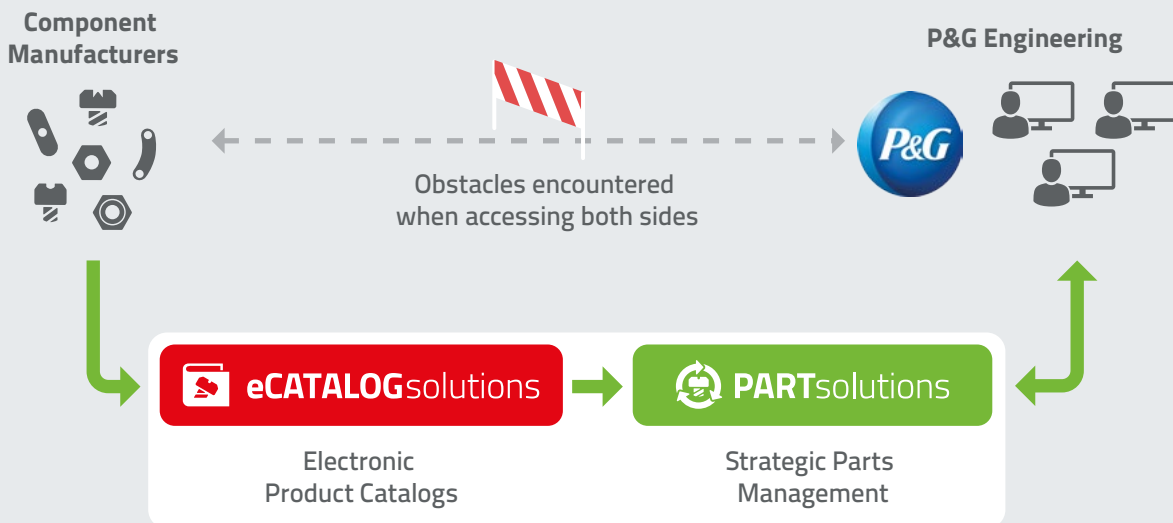 Component
Manufacturers
P&G Engineering
P&G
Obstacles encountered
when accessing both sides
eCATALOGsolutions
PARTsolutions
Electronic
Product Catalogs
Strategic Parts
Management